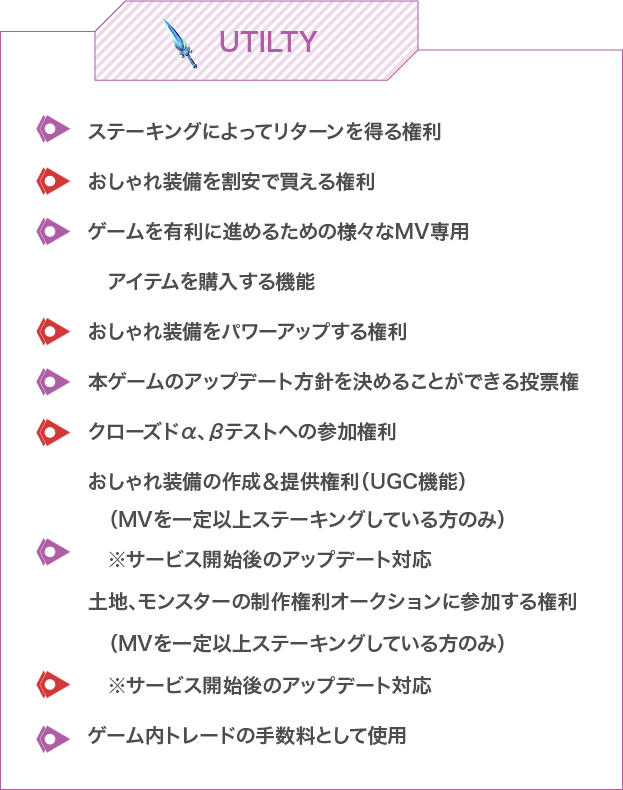 UTILTY
ステーキングによってリターンを得る権利
おしゃれ装備を割安で買える権利
ゲームを有利に進めるための様々なMV専用
アイテムを購入する機能
おしゃれ装備をパワーアップする権利
本ゲームのアップデート方針を決めることができる投票権
クローズドα、βテストへの参加権利
おしゃれ装備の作成＆提供権利（UGC機能）
（MVを一定以上ステーキングしている方のみ）
※サービス開始後のアップデート対応
土地、モンスターの制作権利オークションに参加する権利
（MVを一定以上ステーキングしている方のみ）
※サービス開始後のアップデート対応
ゲーム内トレードの手数料として使用